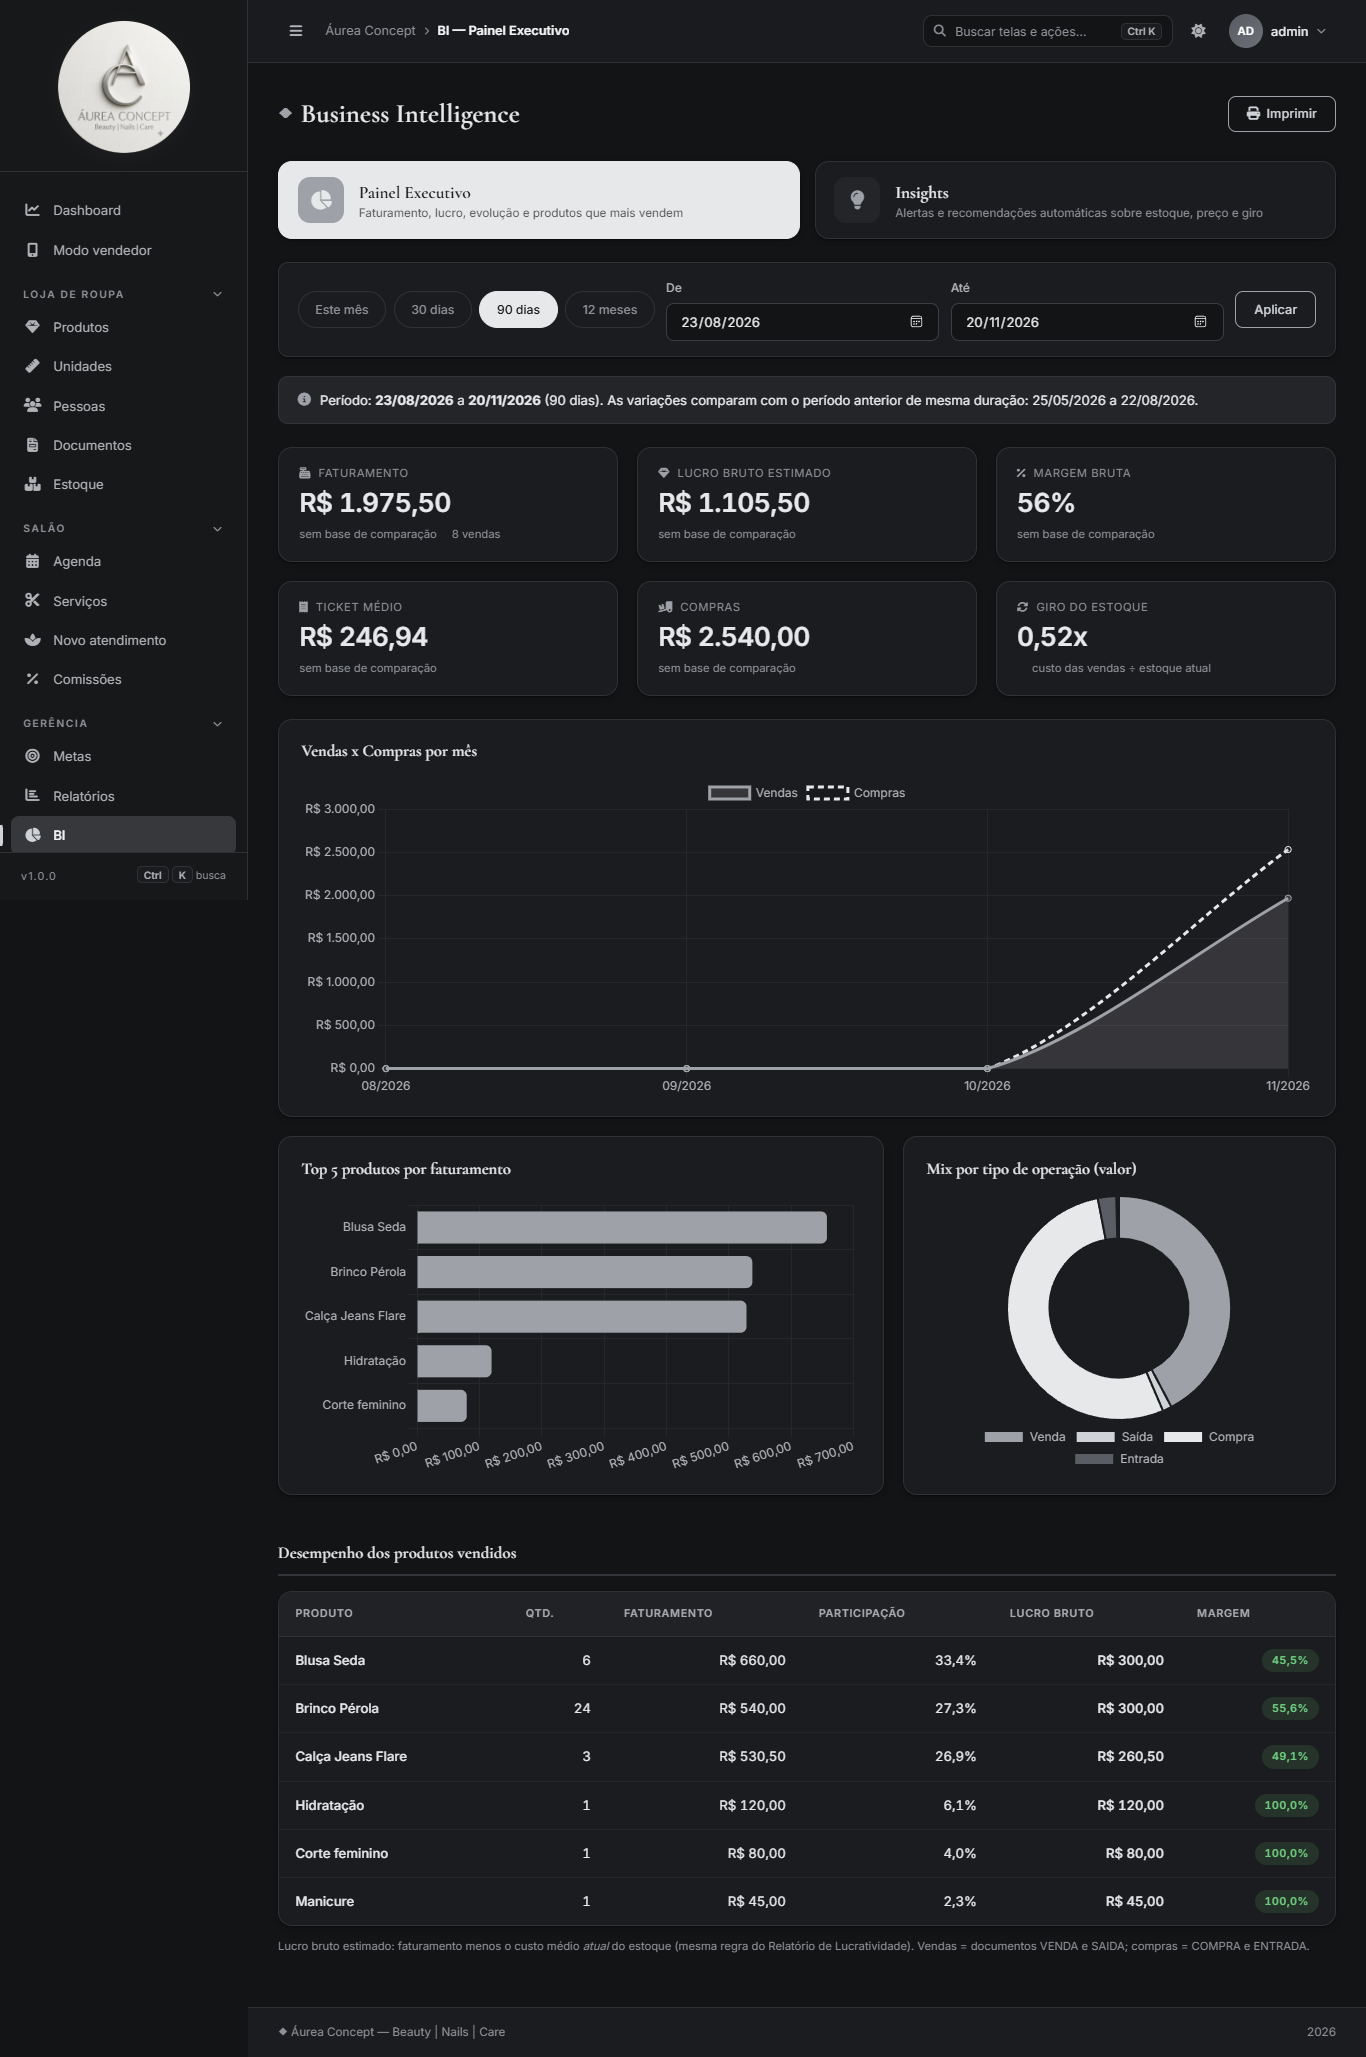 ÁUREA CONCEPT
Beauty | Nails | Care
Dashboard
Modo vendedor
LOJA DE ROUPA
Produtos
Unidades
Pessoas
Documentos
Estoque
SALÃO
Agenda
Serviços
Novo atendimento
Comissões
GERÊNCIA
Metas
Relatórios
BI
v1.0.0 Ctrl K busca
Áurea Concept > BI — Painel Executivo
Buscar telas e ações... Ctrl K
AD admin
Business Intelligence
Imprimir
Painel Executivo
Faturamento, lucro, evolução e produtos que mais vendem
Insights
Alertas e recomendações automáticas sobre estoque, preço e giro
Este mês 30 dias 90 dias 12 meses
De
23/08/2026
Até
20/11/2026
Aplicar
Período: 23/08/2026 a 20/11/2026 (90 dias). As variações comparam com o período anterior de mesma duração: 25/05/2026 a 22/08/2026.
FATURAMENTO
R$ 1.975,50
sem base de comparação 8 vendas
LUCRO BRUTO ESTIMADO
R$ 1.105,50
sem base de comparação
MARGEM BRUTA
56%
sem base de comparação
TICKET MÉDIO
R$ 246,94
sem base de comparação
COMPRAS
R$ 2.540,00
sem base de comparação
GIRO DO ESTOQUE
0,52x
custo das vendas ÷ estoque atual
Vendas x Compras por mês
Vendas Compras
R$ 3.000,00
R$ 2.500,00
R$ 2.000,00
R$ 1.500,00
R$ 1.000,00
R$ 500,00
R$ 0,00
08/2026 09/2026 10/2026 11/2026
Top 5 produtos por faturamento
Blusa Seda
Brinco Pérola
Calça Jeans Flare
Hidratação
Corte feminino
R$ 0,00 R$ 100,00 R$ 200,00 R$ 300,00 R$ 400,00 R$ 500,00 R$ 600,00 R$ 700,00
Mix por tipo de operação (valor)
Venda Saída Compra
Entrada
Desempenho dos produtos vendidos
PRODUTO QTD. FATURAMENTO PARTICIPAÇÃO LUCRO BRUTO MARGEM
Blusa Seda 6 R$ 660,00 33,4% R$ 300,00 45,5%
Brinco Pérola 24 R$ 540,00 27,3% R$ 300,00 55,6%
Calça Jeans Flare 3 R$ 530,50 26,9% R$ 260,50 49,1%
Hidratação 1 R$ 120,00 6,1% R$ 120,00 100,0%
Corte feminino 1 R$ 80,00 4,0% R$ 80,00 100,0%
Manicure 1 R$ 45,00 2,3% R$ 45,00 100,0%
Lucro bruto estimado: faturamento menos o custo médio atual do estoque (mesma regra do Relatório de Lucratividade). Vendas = documentos VENDA e SAIDA; compras = COMPRA e ENTRADA.
Áurea Concept — Beauty | Nails | Care
2026